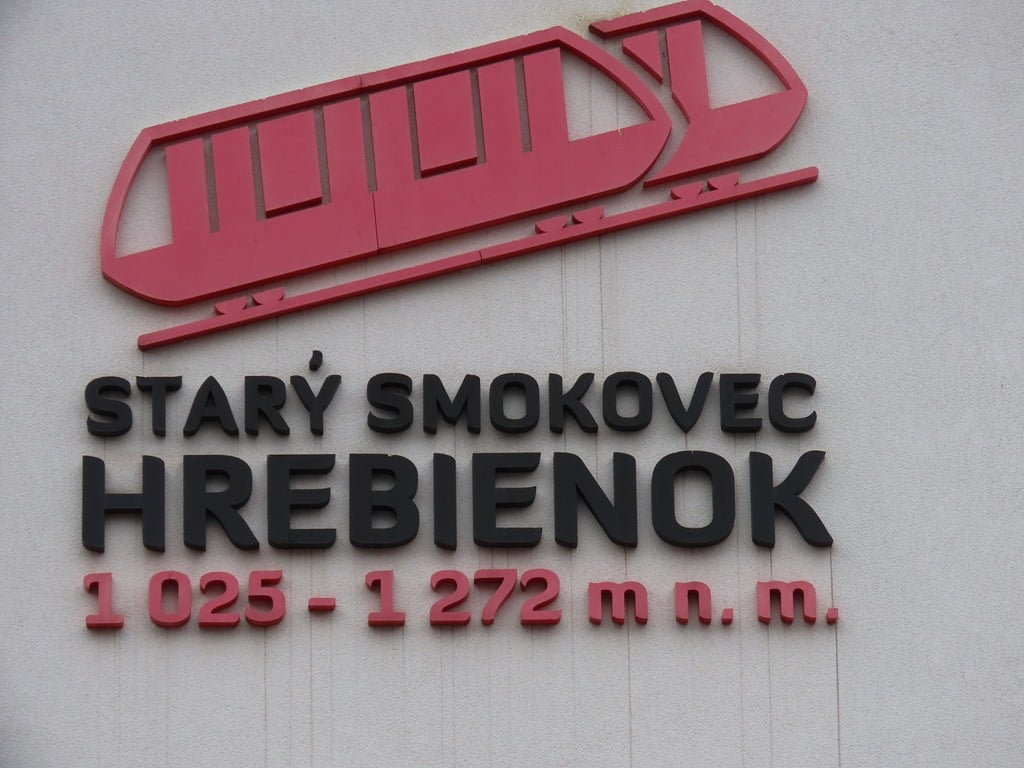 STARÝ SMOKOVEC
HREBIENOK
1 025 - 1 272 m n. m.